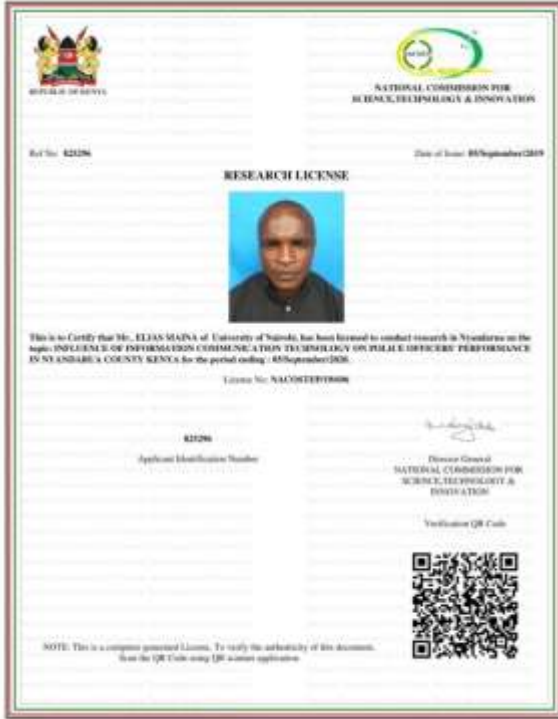 REPUBLIC OF KENYA
NATIONAL COMMISSION FOR
SCIENCE, TECHNOLOGY & INNOVATION
Ref No:
Date of Issue: 05/September/2019
RESEARCH LICENSE
This is to Certify that Mr.. ELIAS MAINA of University of Nairobi, has been licensed to conduct research in Nyandarua on the
topic: INFLUENCE OF INFORMATION COMMUNICATION TECHNOLOGY ON POLICE OFFICERS' PERFORMANCE
IN NYANDARUA COUNTY KENYA for the period ending : 05/September/2020.
License No:
Applicant Identification Number
Director General
NATIONAL COMMISSION FOR
SCIENCE, TECHNOLOGY &
INNOVATION
Verification QR Code
NOTE: This is a computer generated License. To verify the authenticity of this document,
Scan the QR Code using QR scanner application.